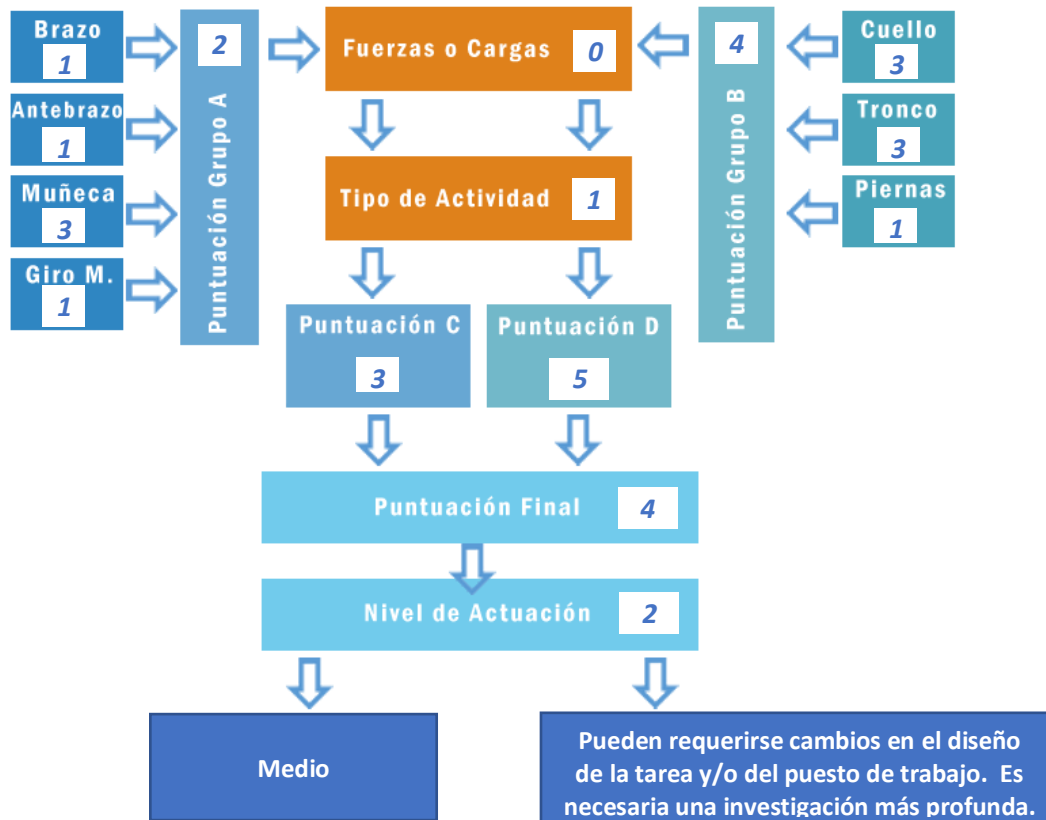 Brazo
1
Antebrazo
1
Muñeca
3
Giro M.
1
2
Puntuación Grupo A
Fuerzas o Cargas 0
Tipo de Actividad 1
4
Puntuación Grupo B
Cuello
3
Tronco
3
Piernas
1
Puntuación C
3
Puntuación D
5
Puntuación Final 4
Nivel de Actuación 2
Medio
Pueden requerirse cambios en el diseño
de la tarea y/o del puesto de trabajo. Es
necesaria una investigación más profunda.